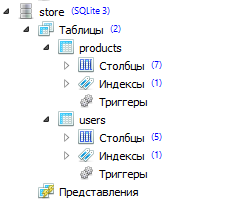 store (SQLite 3)
Таблицы (2)
products
Столбцы (7)
Индексы (1)
Триггеры
users
Столбцы (5)
Индексы (1)
Триггеры
Представления